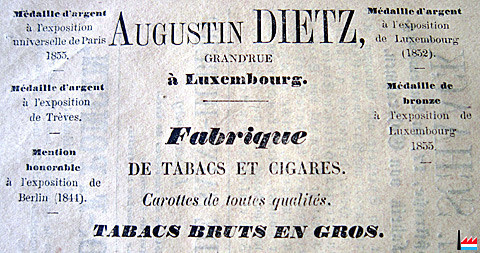 Médaille d'argent
à l'exposition
universelle de Paris
1855.
Médaille d'argent
à l'exposition
de Trèves.
Mention
honorable
à l'exposition de
Berlin (1844).
AUGUSTIN DIETZ,
GRAND'RUE
à Luxembourg.
Fabrique
DE TABACS ET CIGARES.
Carottes de toutes qualités.
TABACS BRUTS EN GROS.
Médaille d'argent
à l'exposition
de Luxembourg
(1852).
Médaille de
bronze
à l'exposition de
Luxembourg
1855.